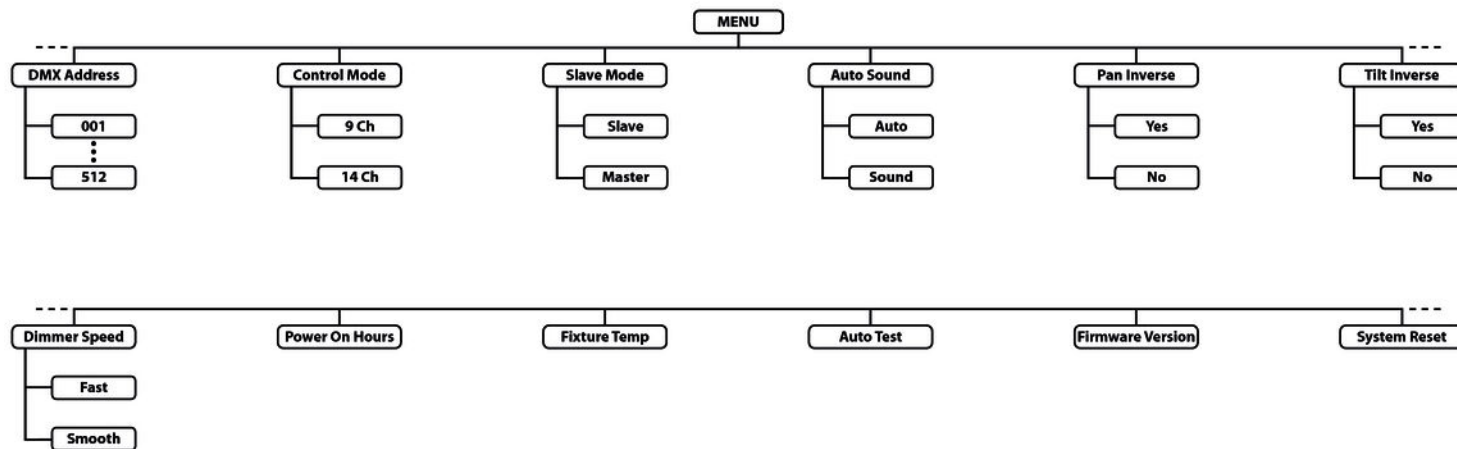 MENU
DMX Address Control Mode Slave Mode Auto Sound Pan Inverse Tilt Inverse
001 9 Ch Slave Auto Yes Yes
512 14 Ch Master Sound No No
Dimmer Speed Power On Hours Fixture Temp Auto Test Firmware Version System Reset
Fast
Smooth